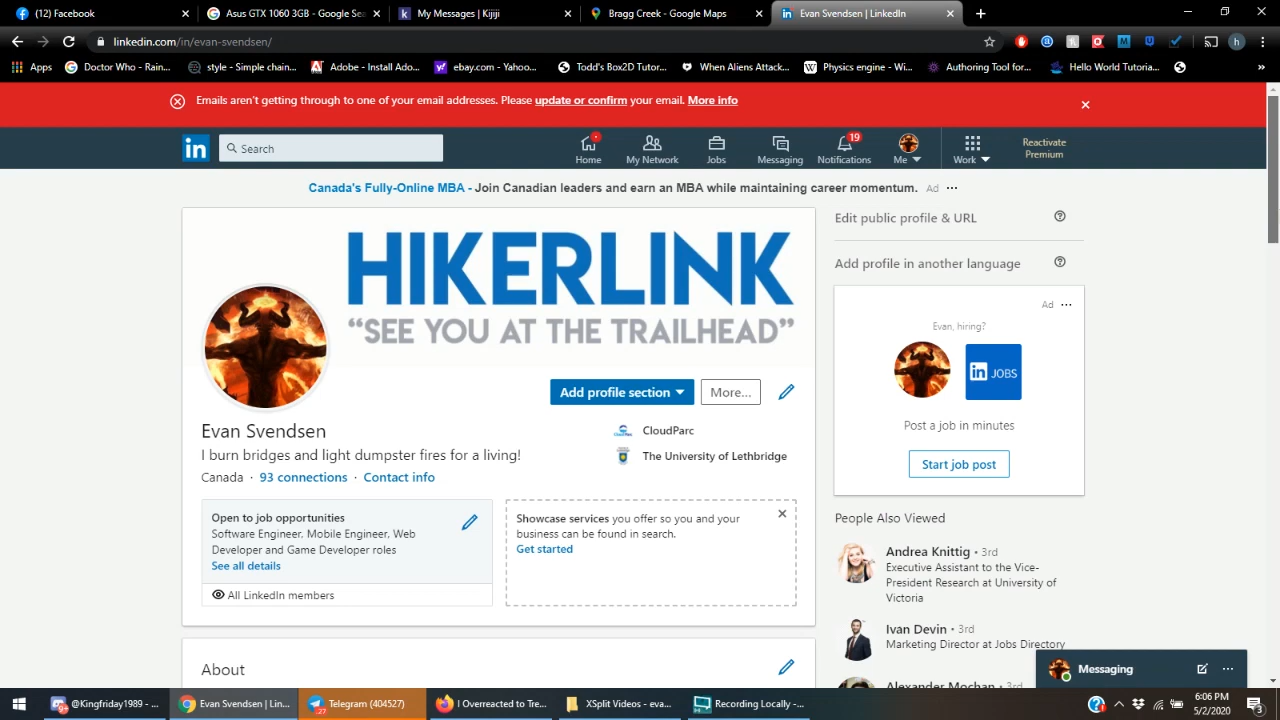 (12) Facebook
Asus GTX 1060 3GB - Google Sea
My Messages | Kijiji
Bragg Creek - Google Maps
Evan Svendsen | LinkedIn
linkedin.com/in/evan-svendsen/
Apps
Doctor Who - Rain...
style - Simple chain...
Adobe - Install Ado...
ebay.com - Yahoo...
Todd's Box2D Tutor...
When Aliens Attack...
Physics engine - Wi...
Authoring Tool for...
Hello World Tutoria...
»
Emails aren't getting through to one of your email addresses. Please update or confirm your email. More info
in
Search
Home
My Network
Jobs
Messaging
19
Notifications
Me
Work
Reactivate
Premium
Canada's Fully-Online MBA - Join Canadian leaders and earn an MBA while maintaining career momentum. Ad ...
HIKERLINK
"SEE YOU AT THE TRAILHEAD"
Add profile section
More...
Evan Svendsen
I burn bridges and light dumpster fires for a living!
Canada · 93 connections · Contact info
CloudParc
The University of Lethbridge
Open to job opportunities
Software Engineer, Mobile Engineer, Web
Developer and Game Developer roles
See all details
All LinkedIn members
Showcase services you offer so you and your
business can be found in search.
Get started
About
Edit public profile & URL
Add profile in another language
Ad ...
Evan, hiring?
in JOBS
Post a job in minutes
Start job post
People Also Viewed
Andrea Knittig • 3rd
Executive Assistant to the Vice-
President Research at University of
Victoria
Ivan Devin • 3rd
Marketing Director at Jobs Directory
Alexander Mochan • 3rd
Messaging
@Kingfriday1989 - ...
Evan Svendsen | Lin...
Telegram (404527)
I Overreacted to Tre...
XSplit Videos - eva...
Recording Locally -...
6:06 PM
5/2/2020